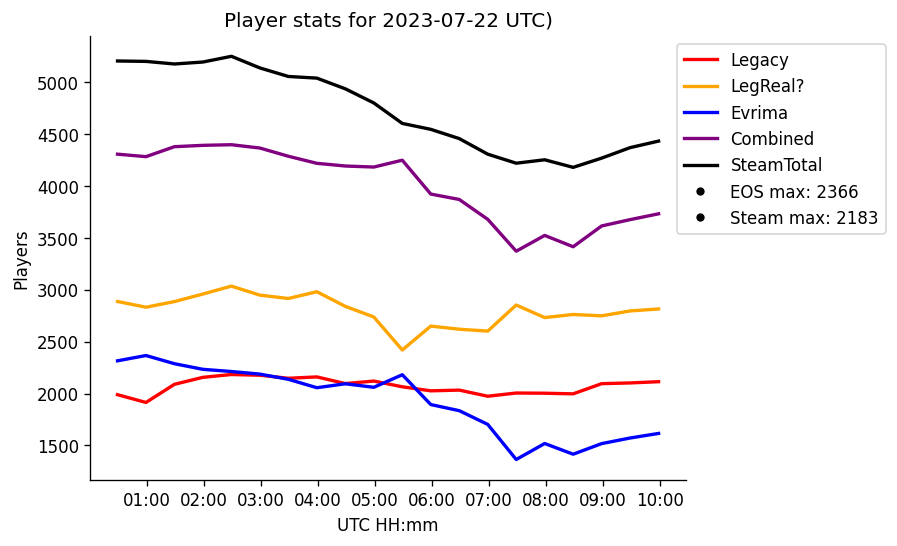 Player stats for 2023-07-22 UTC)
Legacy
LegReal?
Evrima
Combined
SteamTotal
EOS max: 2366
Steam max: 2183
Players
5000
4500
4000
3500
3000
2500
2000
1500
01:00 02:00 03:00 04:00 05:00 06:00 07:00 08:00 09:00 10:00
UTC HH:mm